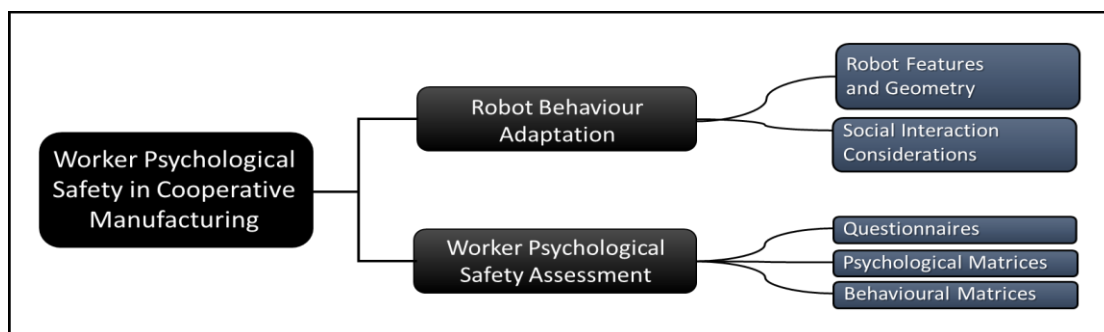 Worker Psychological
Safety in Cooperative
Manufacturing
Robot Behaviour
Adaptation
Robot Features
and Geometry
Social Interaction
Considerations
Worker Psychological
Safety Assessment
Questionnaires
Psychological Matrices
Behavioural Matrices